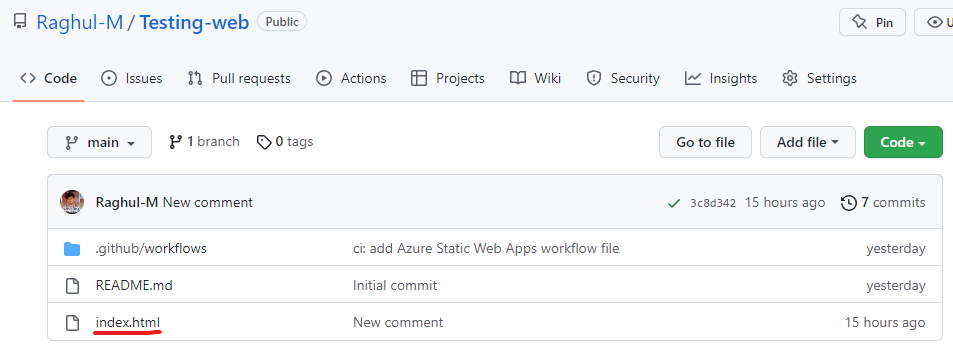 Raghul-M / Testing-web Public Pin U
Code Issues Pull requests Actions Projects Wiki Security Insights Settings
main 1 branch 0 tags Go to file Add file Code
Raghul-M New comment 3c8d342 15 hours ago 7 commits
.github/workflows ci: add Azure Static Web Apps workflow file yesterday
README.md Initial commit yesterday
index.html New comment 15 hours ago